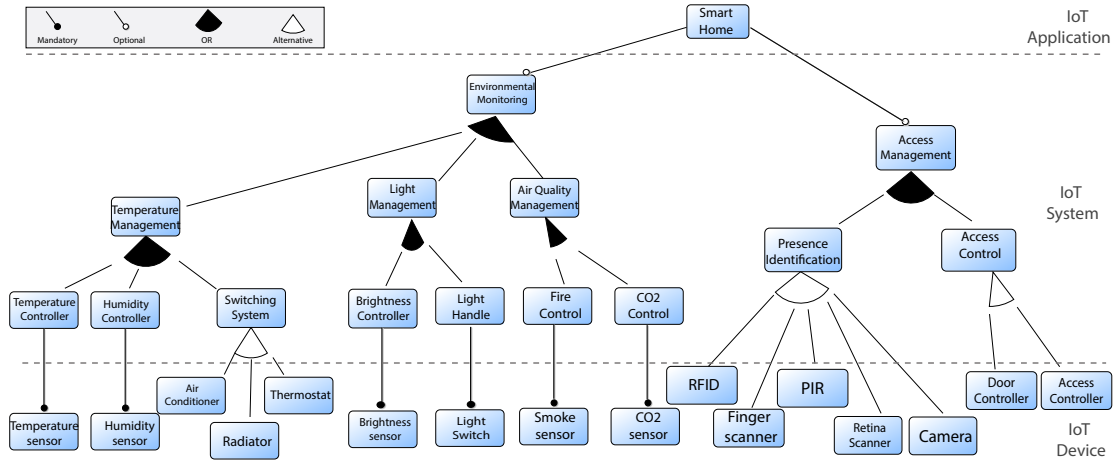 Smart
Home
IoT
Application
Mandatory
Optional
OR
Alternative
Environmental
Monitoring
Access
Management
Light
Management
Air Quality
Management
IoT
System
Temperature
Management
Presence
Identification
Access
Control
Temperature
Controller
Humidity
Controller
Switching
System
Brightness
Controller
Light
Handle
Fire
Control
CO2
Control
Air
Conditioner
Thermostat
RFID
PIR
Door
Controller
Access
Controller
Temperature
sensor
Humidity
sensor
Radiator
Brightness
sensor
Light
Switch
Smoke
sensor
CO2
sensor
Finger
scanner
Retina
Scanner
Camera
IoT
Device